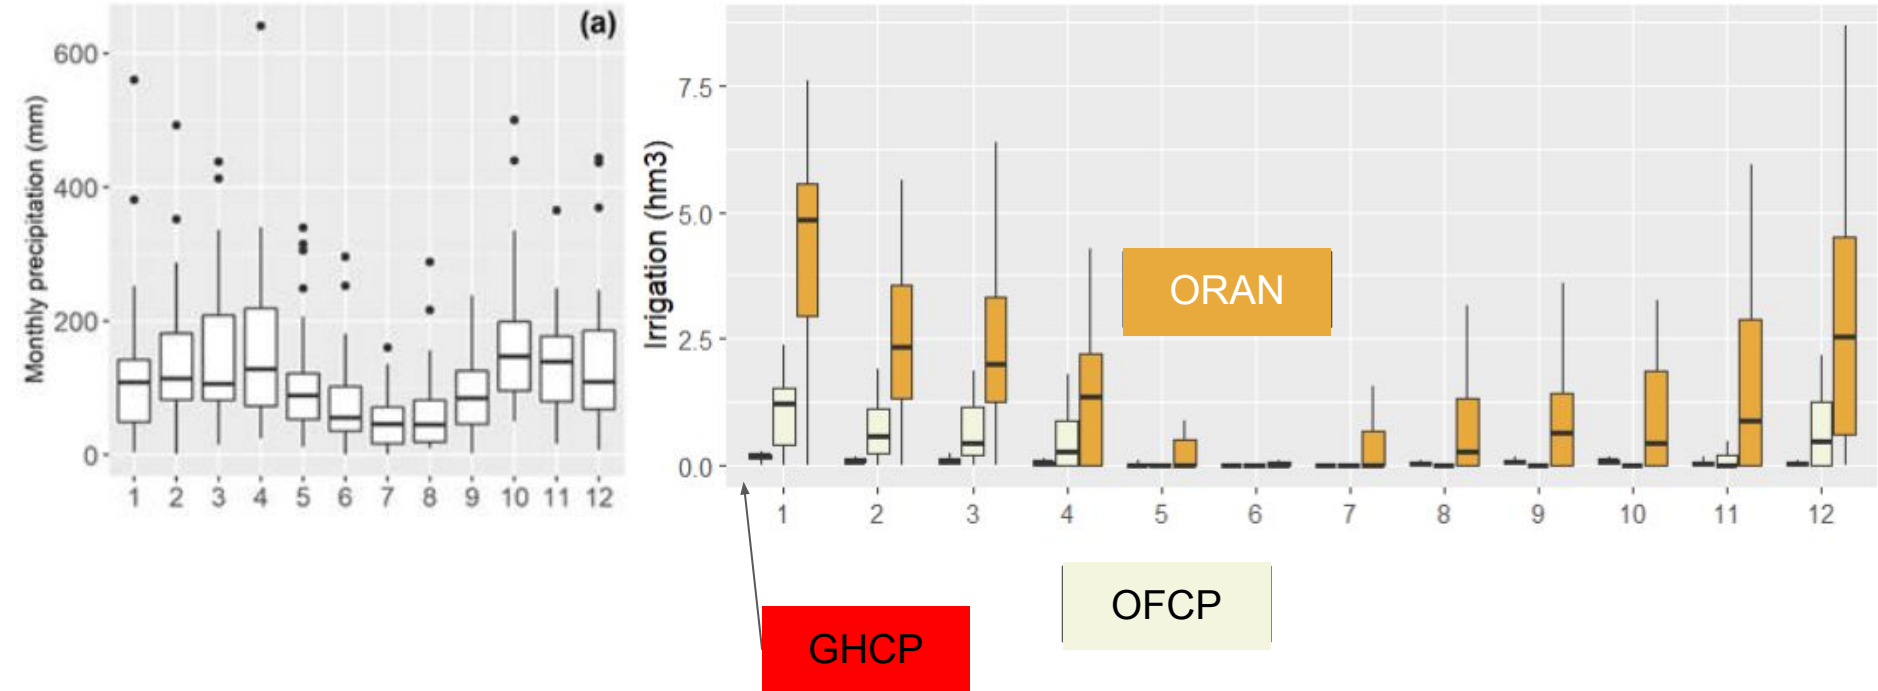 (a)
Monthly precipitation (mm)
600
400
200
0
1 2 3 4 5 6 7 8 9 10 11 12
Irrigation (hm3)
7.5
5.0
2.5
0.0
1 2 3 4 5 6 7 8 9 10 11 12
ORAN
OFCP
GHCP